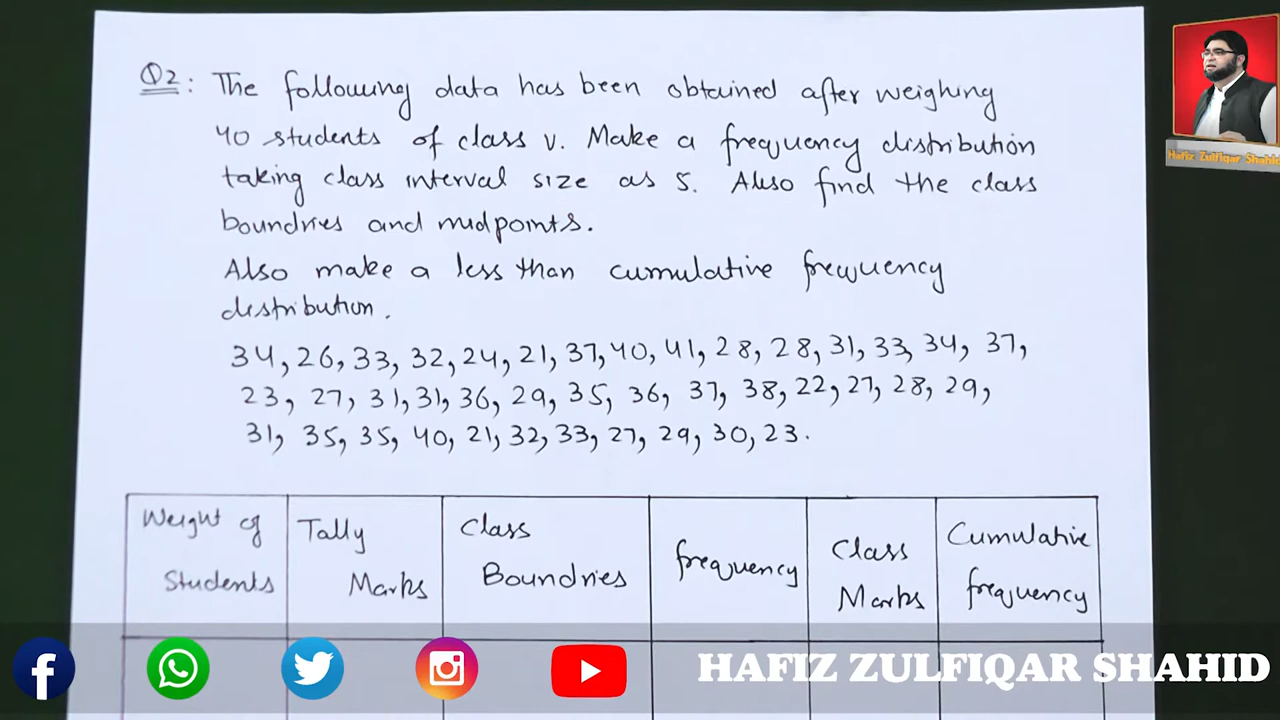 Q2: The following data has been obtained after weighing
40 students of class v. Make a frequency distribution
taking class interval size as 5. Also find the class
boundries and midpoints.
Also make a less than cumulative frequency
distribution.
34, 26, 33, 32, 24, 21, 37, 40, 41, 28, 28, 31, 33, 34, 37,
23, 27, 31, 31, 36, 29, 35, 36, 37, 38, 22, 27, 28, 29,
31, 35, 35, 40, 21, 32, 33, 27, 29, 30, 23.
Weight of
Students
Tally
Marks
Class
Boundries
frequency
Class
Marks
Cumulative
frequency
Hafiz Zulfiqar Shahid
HAFIZ ZULFIQAR SHAHID